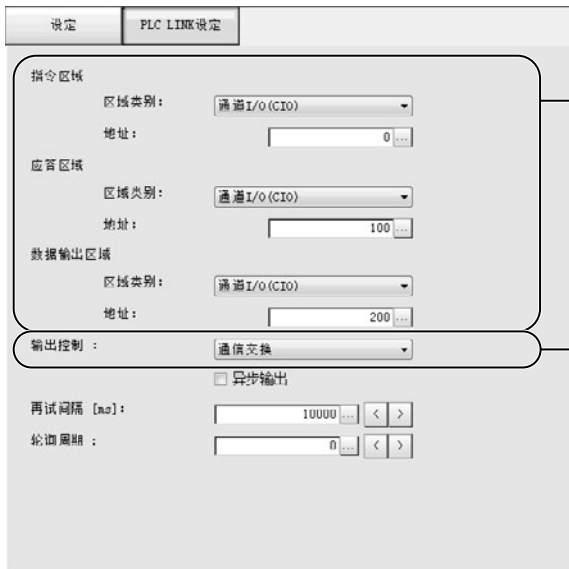 设定 PLC LINK设定
指令区域
区域类别: 通道I/O(CIO)
地址: 0 ...
应答区域
区域类别: 通道I/O(CIO)
地址: 100 ...
数据输出区域
区域类别: 通道I/O(CIO)
地址: 200 ...
输出控制 : 通信交换
异步输出
再试间隔 [ms]: 10000 ... < >
轮询周期 : 0 ... < >